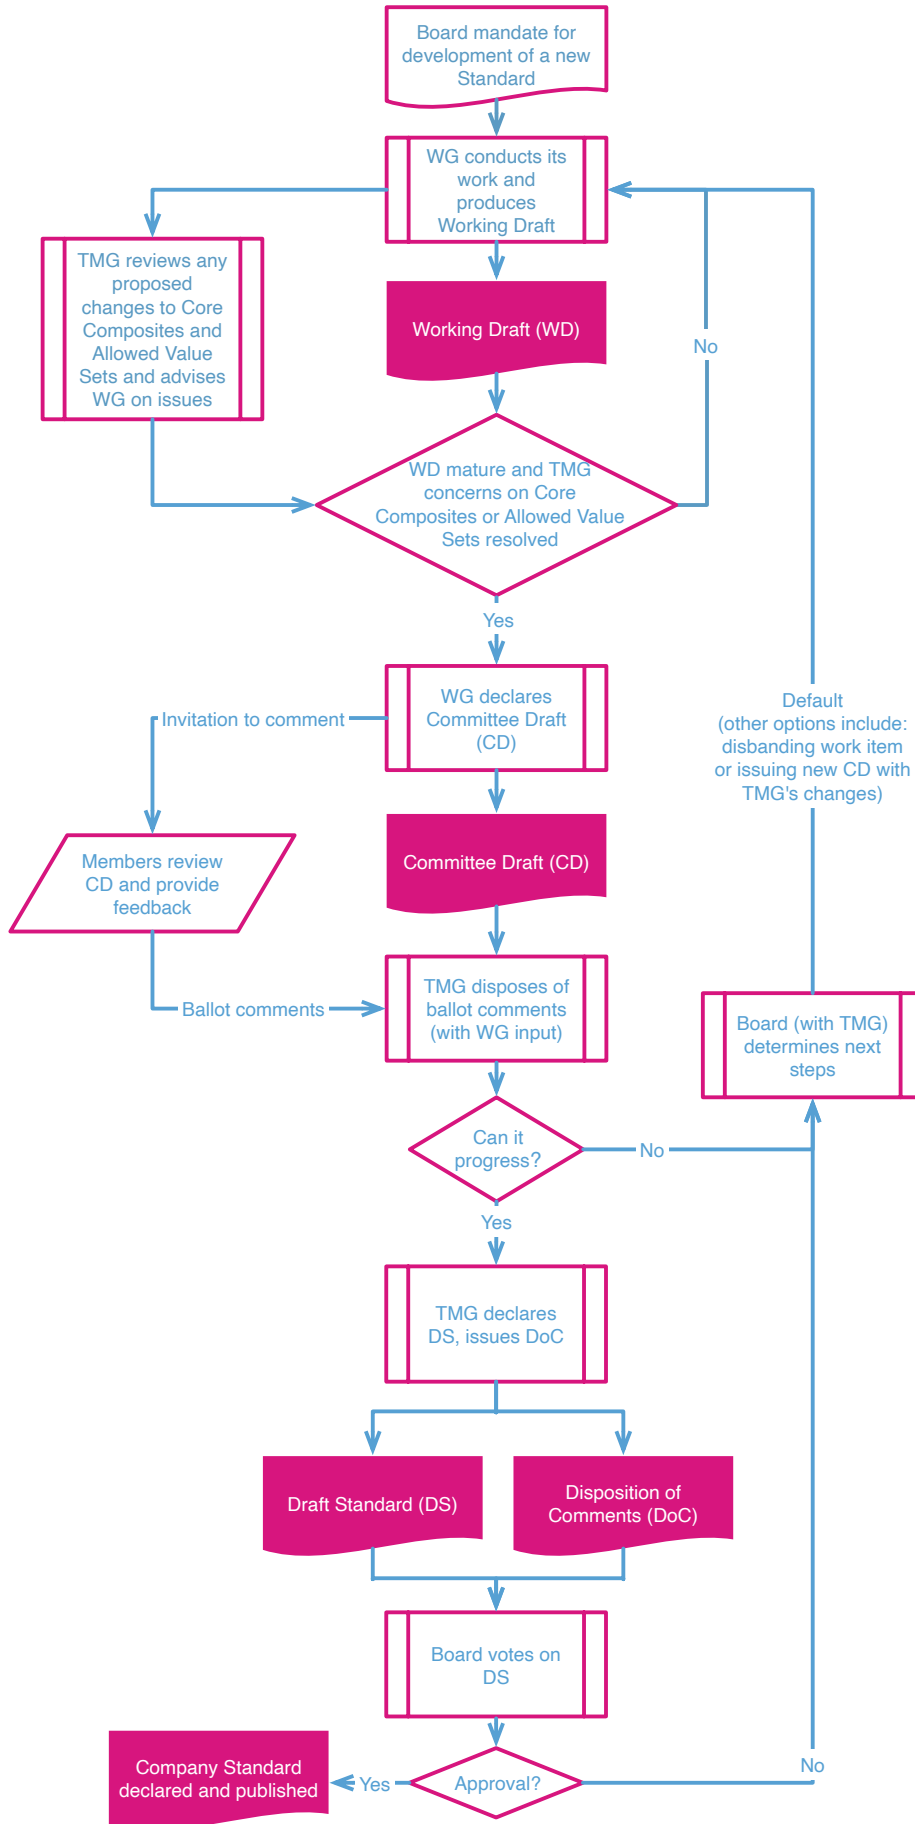 Board mandate for
development of a new
Standard
WG conducts its
work and
produces
Working Draft
TMG reviews any
proposed
changes to Core
Composites and
Allowed Value
Sets and advises
WG on issues
Working Draft (WD)
No
WD mature and TMG
concerns on Core
Composites or Allowed Value
Sets resolved
Yes
WG declares
Committee Draft
(CD)
Invitation to comment
Default
(other options include:
disbanding work item
or issuing new CD with
TMG's changes)
Members review
CD and provide
feedback
Committee Draft (CD)
Ballot comments
TMG disposes of
ballot comments
(with WG input)
Board (with TMG)
determines next
steps
Can it
progress?
No
Yes
TMG declares
DS, issues DoC
Draft Standard (DS)
Disposition of
Comments (DoC)
Board votes on
DS
Company Standard
declared and published
Yes
Approval?
No